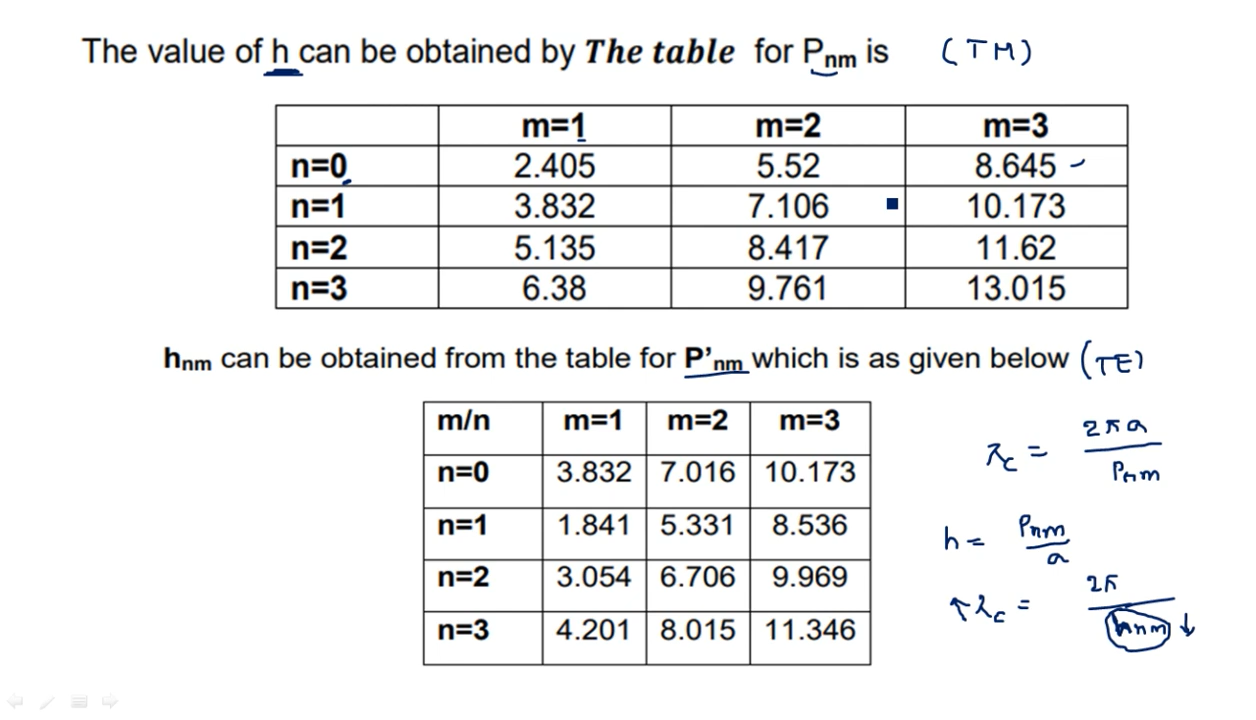 The value of h can be obtained by The table for Pnm is (TM)
m=1 m=2 m=3
n=0 2.405 5.52 8.645
n=1 3.832 7.106 10.173
n=2 5.135 8.417 11.62
n=3 6.38 9.761 13.015
hnm can be obtained from the table for P’nm which is as given below (TE)
m/n m=1 m=2 m=3
n=0 3.832 7.016 10.173
n=1 1.841 5.331 8.536
n=2 3.054 6.706 9.969
n=3 4.201 8.015 11.346
λc = 2πa / Pnm
h = Pnm / a
↑λc = 2π / hnm ↓